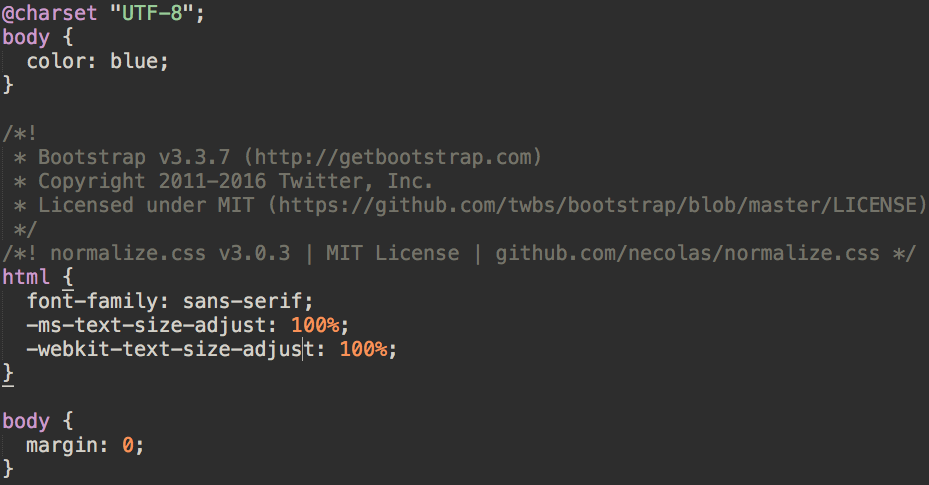 @charset "UTF-8";
body {
  color: blue;
}

/*!
 * Bootstrap v3.3.7 (http://getbootstrap.com)
 * Copyright 2011-2016 Twitter, Inc.
 * Licensed under MIT (https://github.com/twbs/bootstrap/blob/master/LICENSE)
 */
/*! normalize.css v3.0.3 | MIT License | github.com/necolas/normalize.css */
html {
  font-family: sans-serif;
  -ms-text-size-adjust: 100%;
  -webkit-text-size-adjust: 100%;
}

body {
  margin: 0;
}